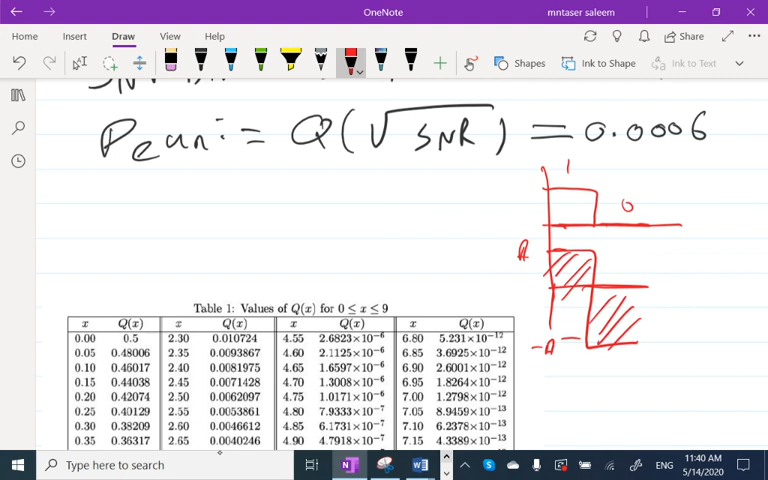 OneNote
mntaser saleem
Home Insert Draw View Help
Share
Shapes
Ink to Shape
Ink to Text
Pe uni = Q(√SNR) = 0.0006
1
0
A
-A
Table 1: Values of Q(x) for 0 ≤ x ≤ 9
x Q(x) x Q(x) x Q(x) x Q(x)
0.00 0.5 2.30 0.010724 4.55 2.6823×10⁻⁶ 6.80 5.231×10⁻¹²
0.05 0.48006 2.35 0.0093867 4.60 2.1125×10⁻⁶ 6.85 3.6925×10⁻¹²
0.10 0.46017 2.40 0.0081975 4.65 1.6597×10⁻⁶ 6.90 2.6001×10⁻¹²
0.15 0.44038 2.45 0.0071428 4.70 1.3008×10⁻⁶ 6.95 1.8264×10⁻¹²
0.20 0.42074 2.50 0.0062097 4.75 1.0171×10⁻⁶ 7.00 1.2798×10⁻¹²
0.25 0.40129 2.55 0.0053861 4.80 7.9333×10⁻⁷ 7.05 8.9459×10⁻¹³
0.30 0.38209 2.60 0.0046612 4.85 6.1731×10⁻⁷ 7.10 6.2378×10⁻¹³
0.35 0.36317 2.65 0.0040246 4.90 4.7918×10⁻⁷ 7.15 4.3389×10⁻¹³
Type here to search
ENG
11:40 AM
5/14/2020